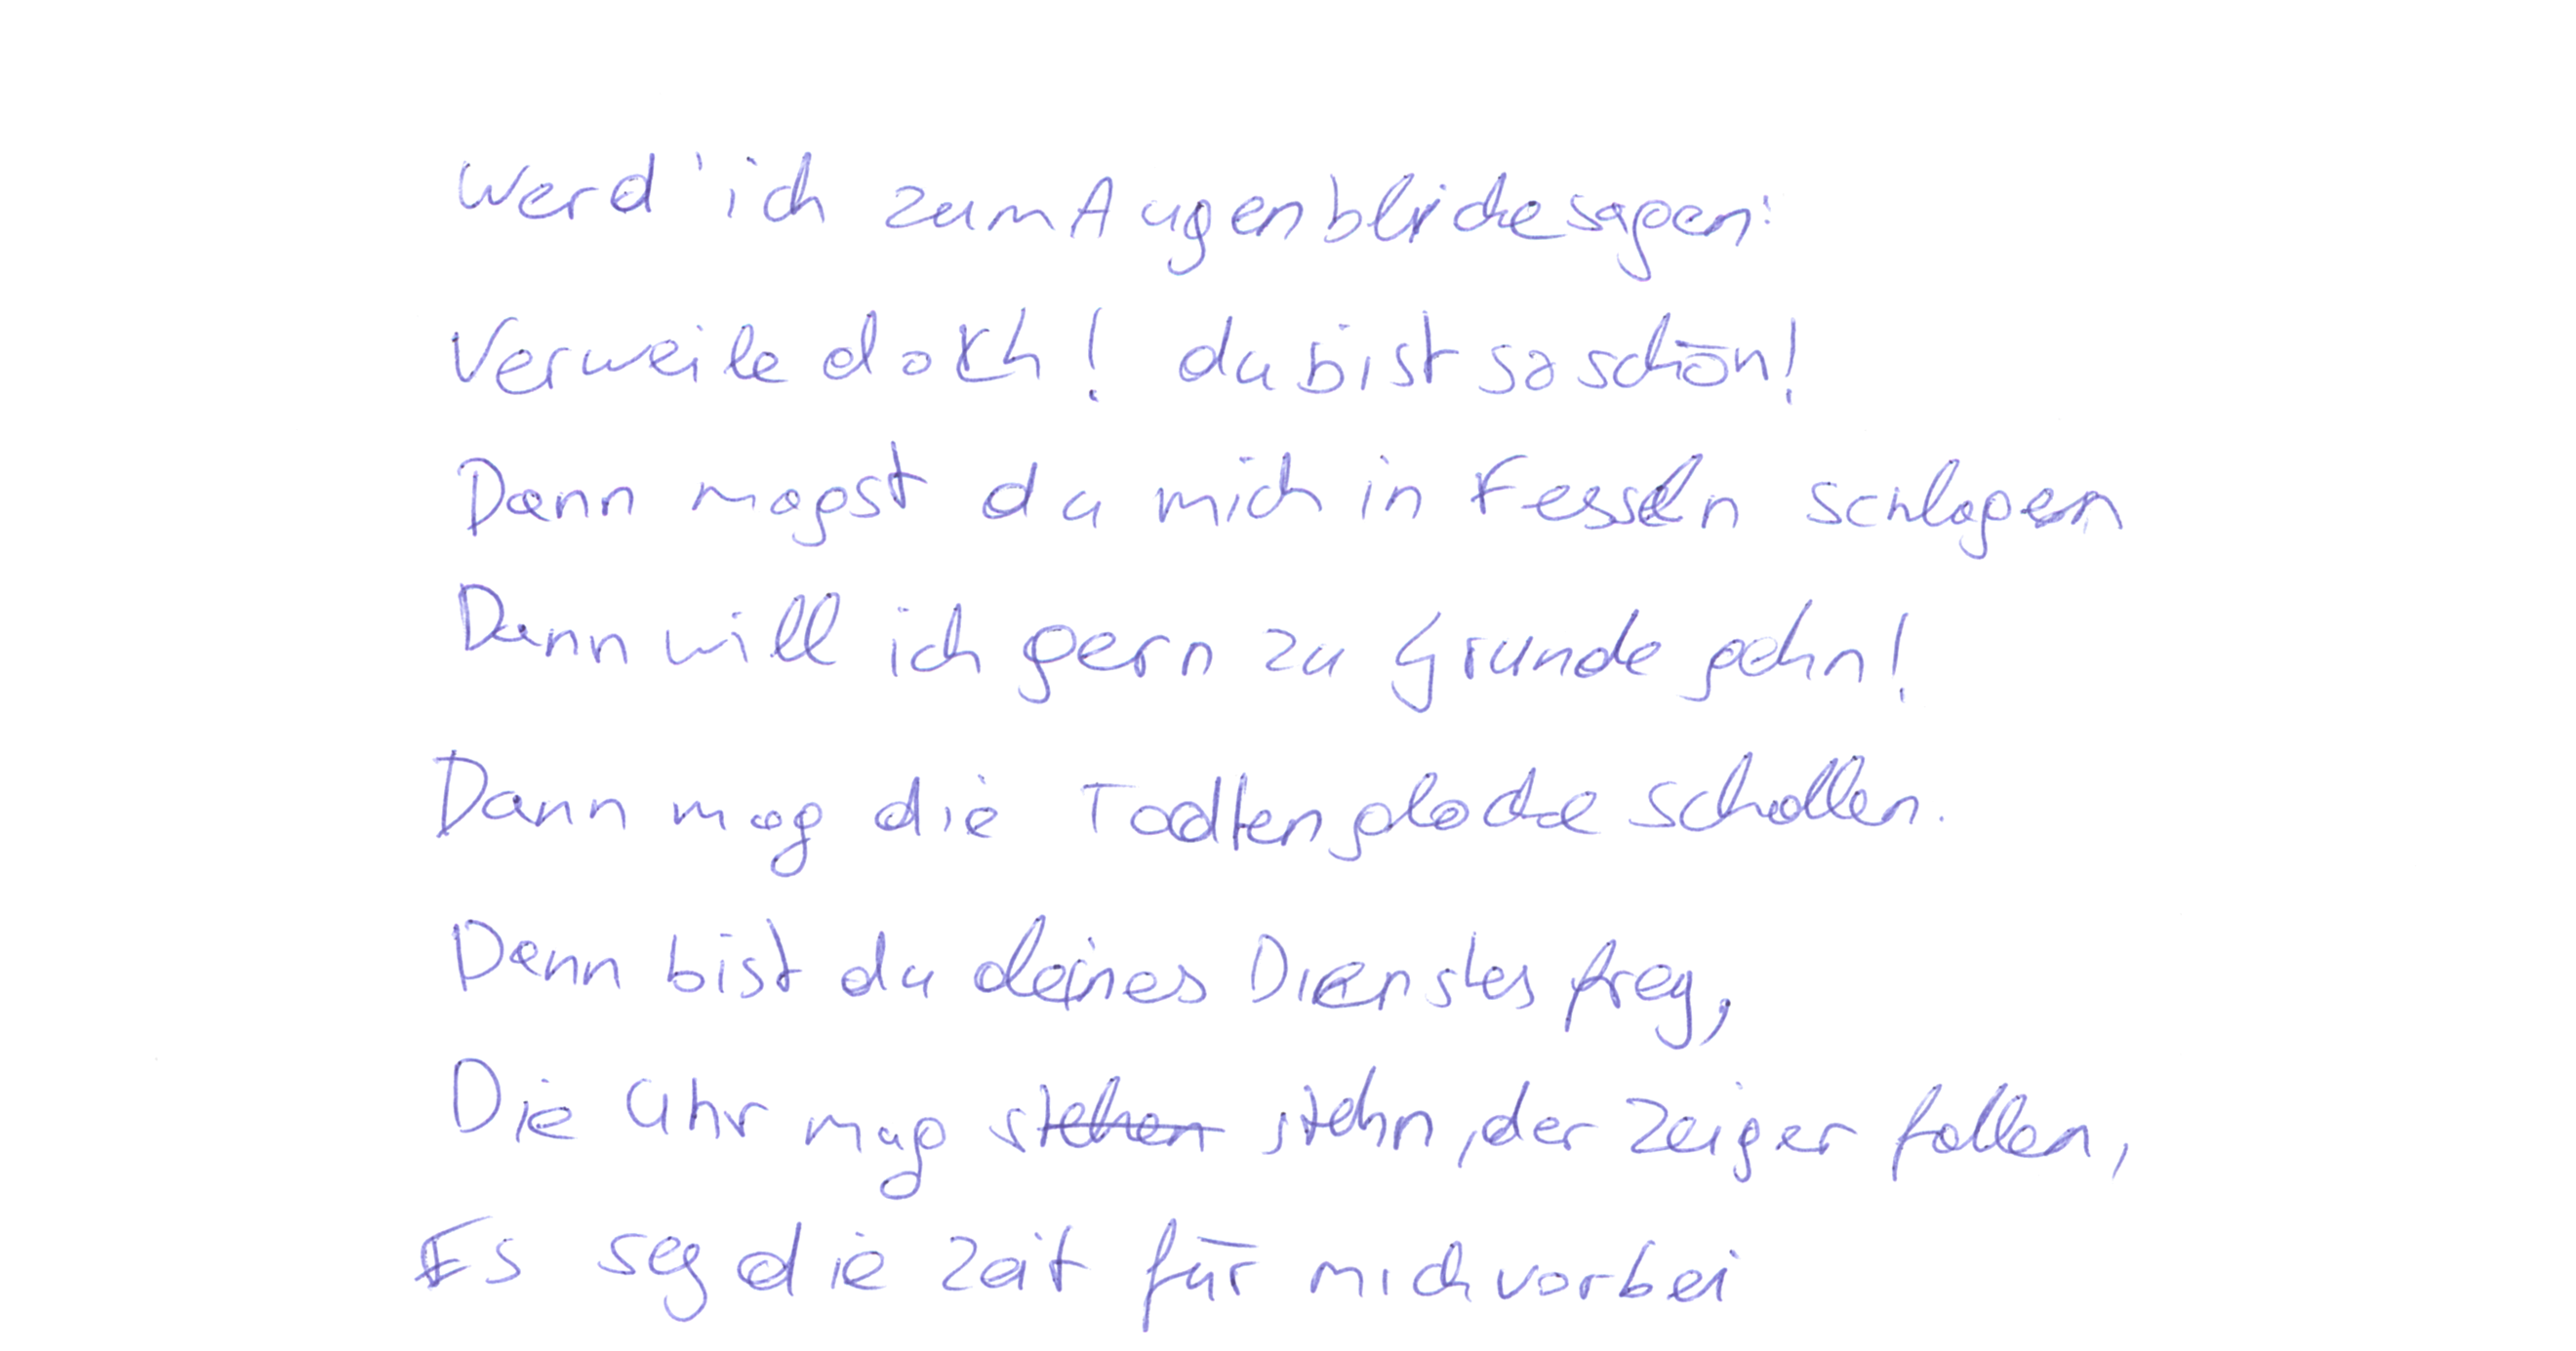 Werd' ich zum Augenblicke sagen:
Verweile doch! du bist so schön!
Dann magst du mich in Fesseln schlagen
Dann will ich gern zu Grunde gehn!
Dann mag die Todtenglocke schallen.
Dann bist du deines Dienstes frey,
Die Uhr mag stehen stehn, der Zeiger fallen,
Es sey die Zeit für mich vorbei